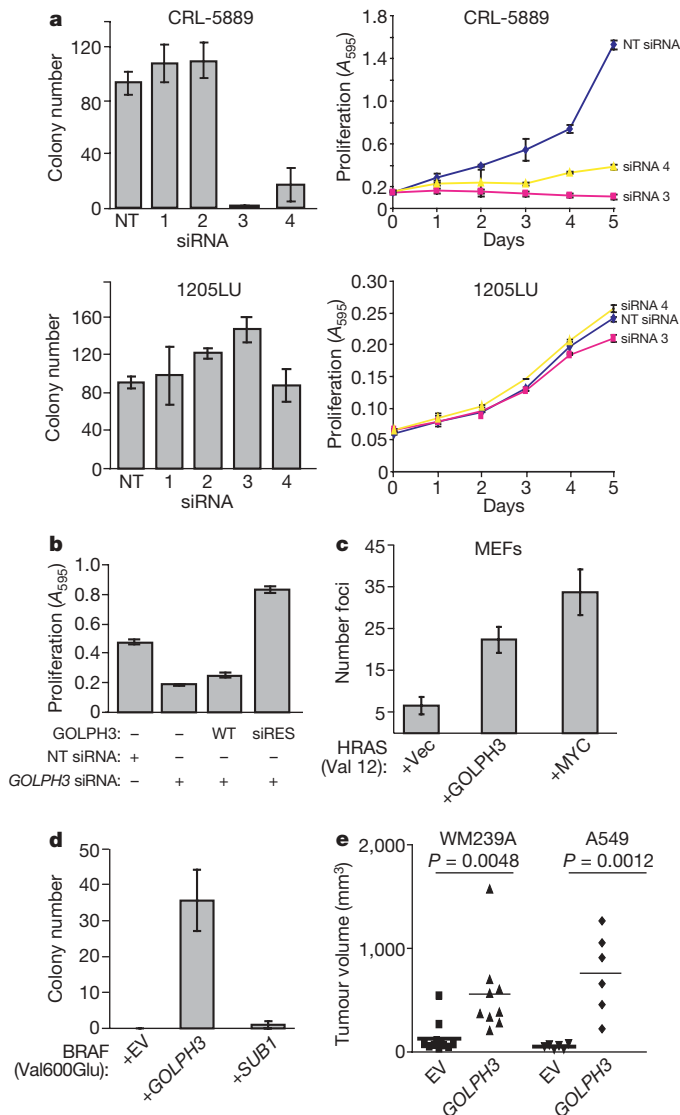 a
CRL-5889
Colony number
120
80
40
0
NT 1 2 3 4
siRNA
Proliferation (A595)
1.8
1.4
1.0
0.6
0.2
0
0 1 2 3 4 5
Days
NT siRNA
siRNA 4
siRNA 3
1205LU
Colony number
160
120
80
40
0
NT 1 2 3 4
siRNA
Proliferation (A595)
0.30
0.25
0.20
0.15
0.10
0.05
0
0 1 2 3 4 5
Days
siRNA 4
NT siRNA
siRNA 3
b
Proliferation (A595)
1.0
0.8
0.6
0.4
0.2
0
GOLPH3: – – WT siRES
NT siRNA: + – – –
GOLPH3 siRNA: – + + +
c
MEFs
Number foci
45
35
25
15
5
HRAS
(Val 12):
+Vec
+GOLPH3
+MYC
d
Colony number
50
40
30
20
10
0
BRAF
(Val600Glu)
+EV
+GOLPH3
+SUB1
e
WM239A A549
P = 0.0048 P = 0.0012
Tumour volume (mm³)
2,000
1,000
0
EV
GOLPH3
EV
GOLPH3